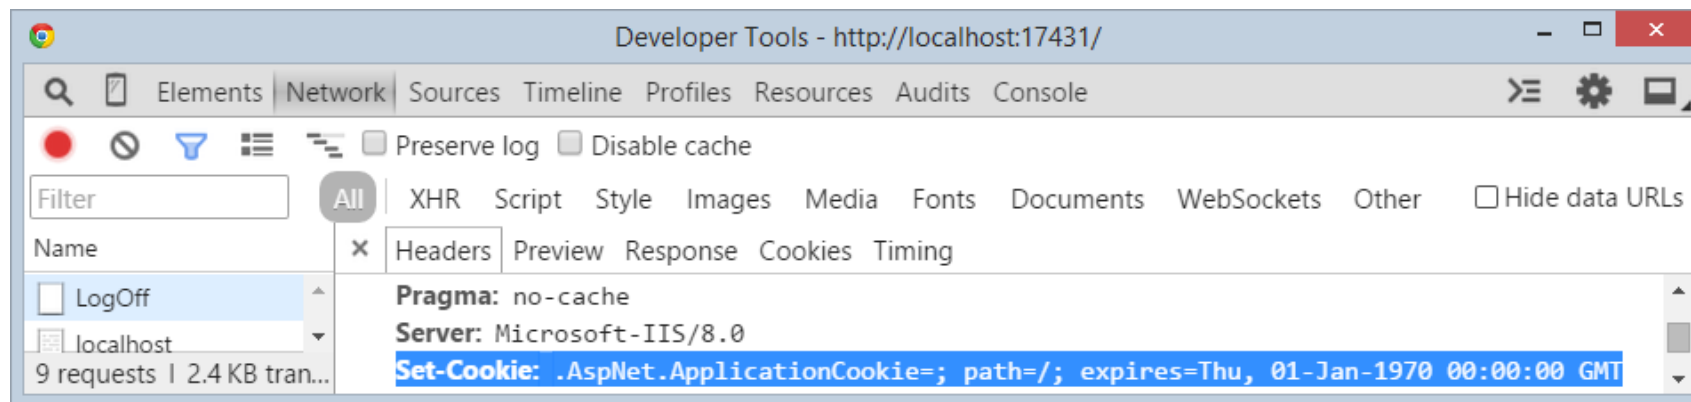 Developer Tools - http://localhost:17431/
Elements Network Sources Timeline Profiles Resources Audits Console
Preserve log Disable cache
Filter All XHR Script Style Images Media Fonts Documents WebSockets Other Hide data URLs
Name × Headers Preview Response Cookies Timing
LogOff
Pragma: no-cache
Server: Microsoft-IIS/8.0
localhost
Set-Cookie: .AspNet.ApplicationCookie=; path=/; expires=Thu, 01-Jan-1970 00:00:00 GMT
9 requests | 2.4 KB tran...